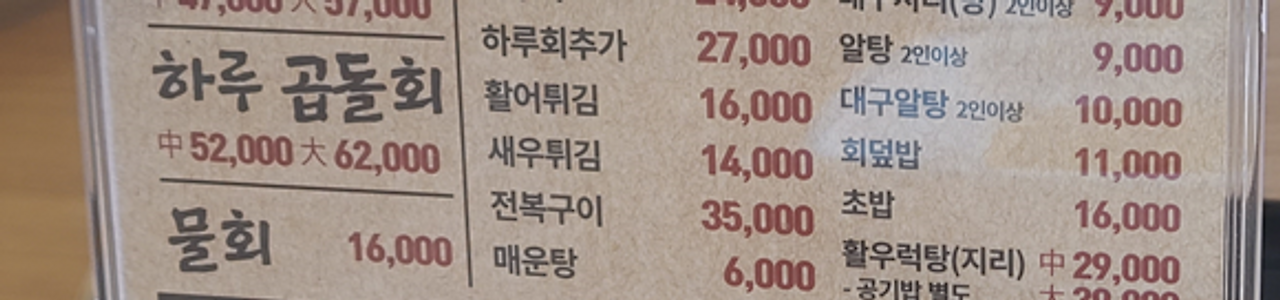 中 47,000 大 57,000
하루 곱돌회
中 52,000 大 62,000
물회 16,000
하루회추가 27,000
활어튀김 16,000
새우튀김 14,000
전복구이 35,000
매운탕 6,000
대구지리(탕) 2인이상 9,000
알탕 2인이상 9,000
대구알탕 2인이상 10,000
회덮밥 11,000
초밥 16,000
활우럭탕(지리) 中 29,000
- 공기밥 별도